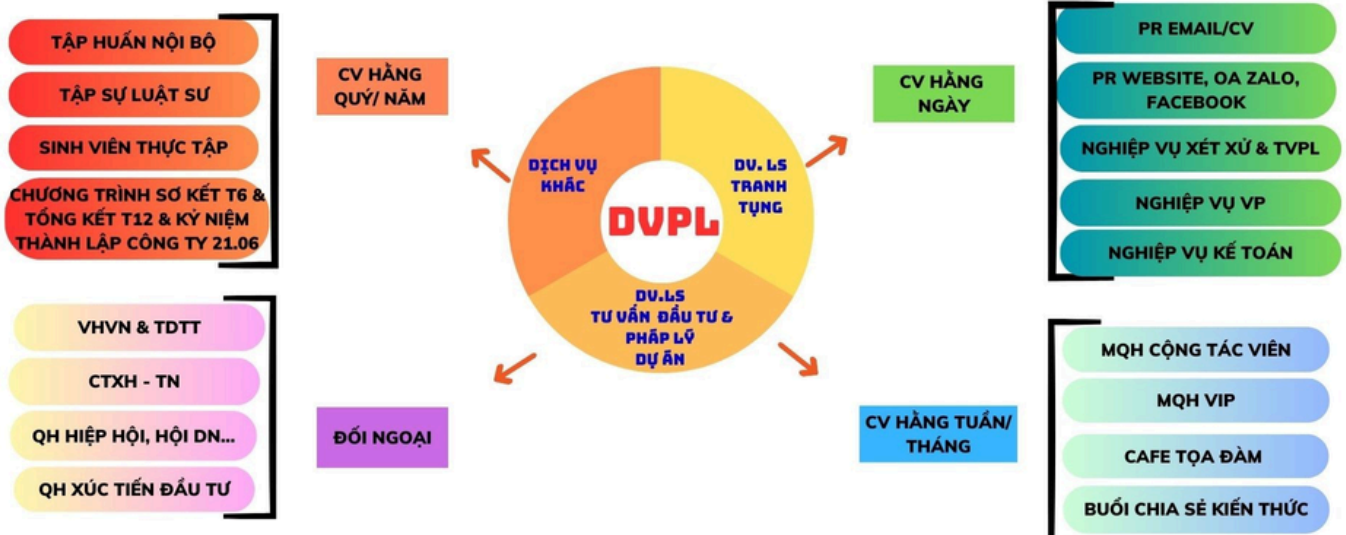 TẬP HUẤN NỘI BỘ
TẬP SỰ LUẬT SƯ
SINH VIÊN THỰC TẬP
CHƯƠNG TRÌNH SƠ KẾT T6 &
TỔNG KẾT T12 & KỶ NIỆM
THÀNH LẬP CÔNG TY 21.06
CV HẰNG
QUÝ/ NĂM
VHVN & TDTT
CTXH - TN
QH HIỆP HỘI, HỘI DN...
QH XÚC TIẾN ĐẦU TƯ
ĐỐI NGOẠI
DỊCH VỤ
KHÁC
DV. LS
TRANH
TỤNG
DVPL
DV.LS
TƯ VẤN ĐẦU TƯ &
PHÁP LÝ
DỰ ÁN
CV HẰNG
NGÀY
PR EMAIL/CV
PR WEBSITE, OA ZALO,
FACEBOOK
NGHIỆP VỤ XÉT XỬ & TVPL
NGHIỆP VỤ VP
NGHIỆP VỤ KẾ TOÁN
CV HẰNG TUẦN/
THÁNG
MQH CỘNG TÁC VIÊN
MQH VIP
CAFE TỌA ĐÀM
BUỔI CHIA SẺ KIẾN THỨC